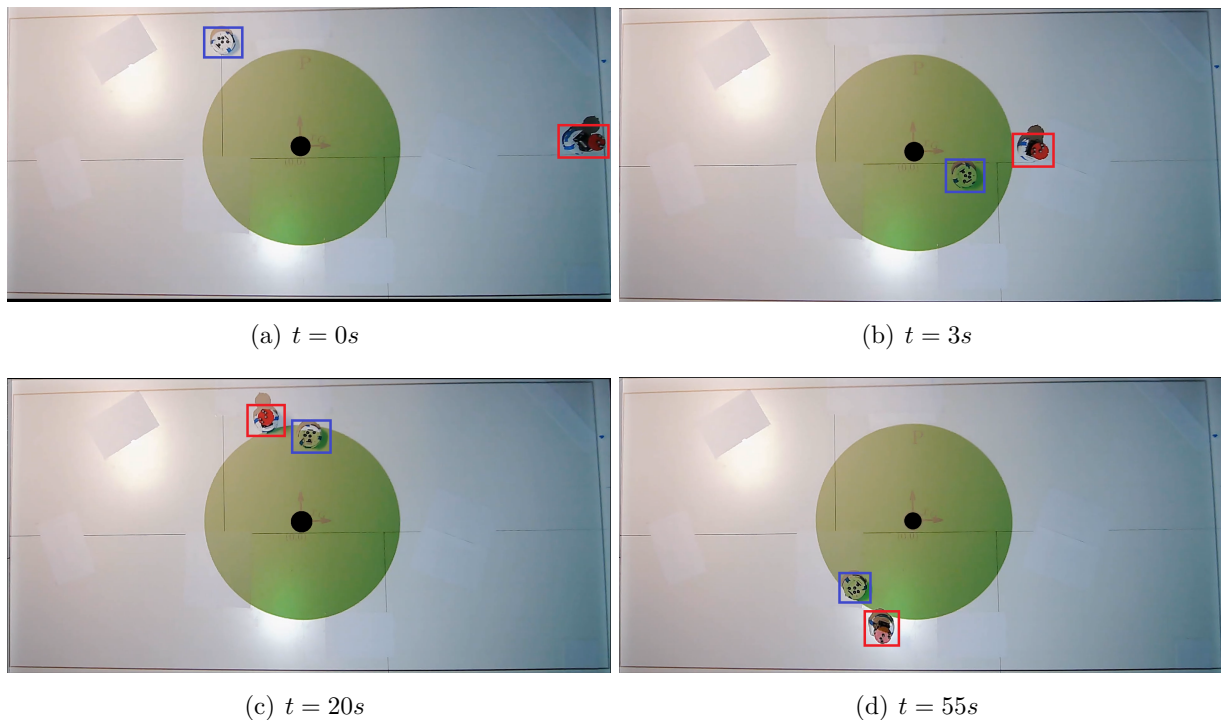 P
(a) t = 0s
P
(b) t = 3s
(c) t = 20s
P
(d) t = 55s